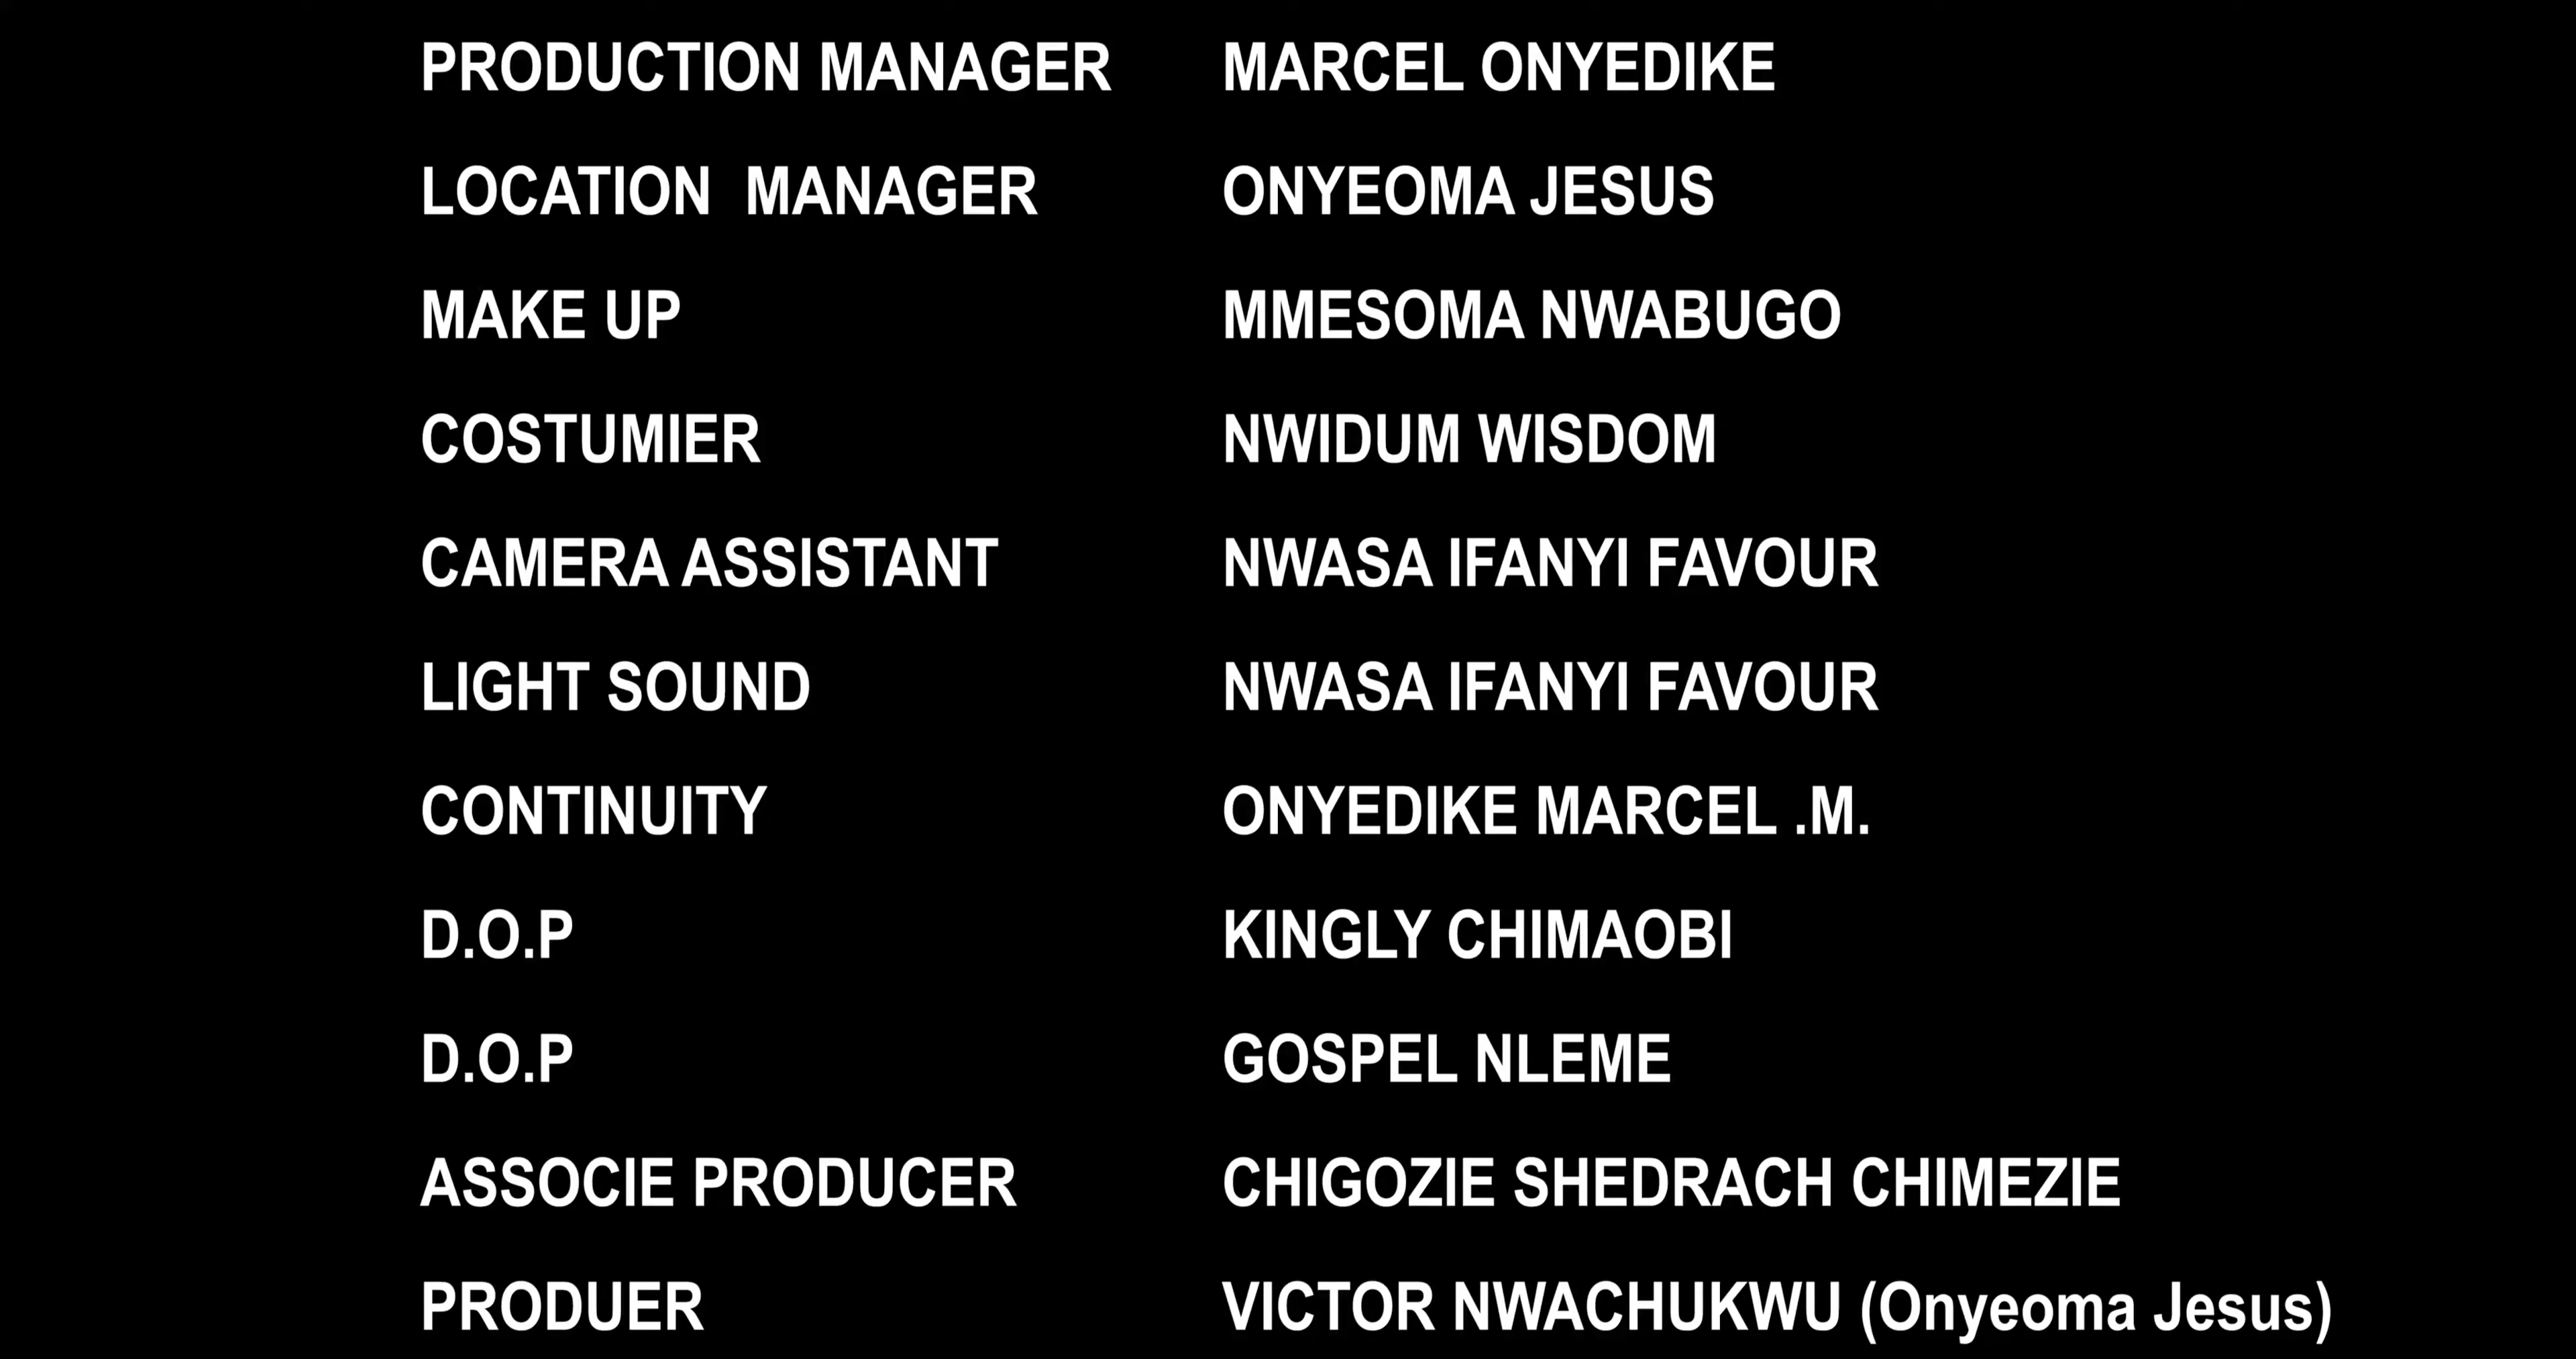 PRODUCTION MANAGER MARCEL ONYEDIKE
LOCATION  MANAGER ONYEOMA JESUS
MAKE UP MMESOMA NWABUGO
COSTUMIER NWIDUM WISDOM
CAMERA ASSISTANT NWASA IFANYI FAVOUR
LIGHT SOUND NWASA IFANYI FAVOUR
CONTINUITY ONYEDIKE MARCEL .M.
D.O.P KINGLY CHIMAOBI
D.O.P GOSPEL NLEME
ASSOCIE PRODUCER CHIGOZIE SHEDRACH CHIMEZIE
PRODUER VICTOR NWACHUKWU (Onyeoma Jesus)